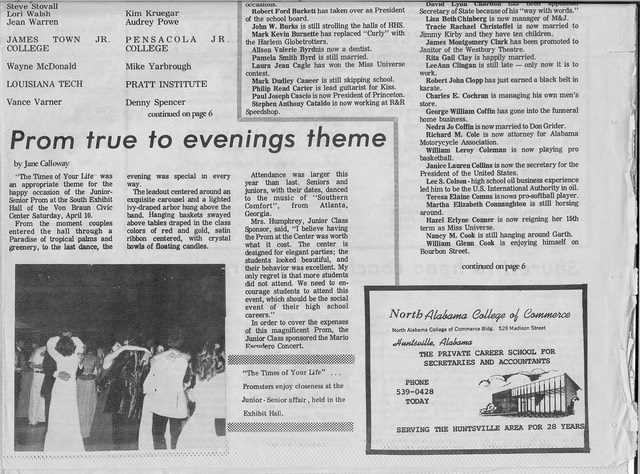 Steve Stovall
Lori Walsh
Jean Warren
JAMES TOWN JR.
COLLEGE
Wayne McDonald
LOUISIANA TECH
Vance Varner
Kim Kruegar
Audrey Powe
PENSACOLA JR.
COLLEGE
Mike Yarbrough
PRATT INSTITUTE
Denny Spencer
continued on page 6
occasions.
Robert Ford Burkett has taken over as President
of the school board.
John W. Burks is still strolling the halls of HHS.
Mark Kevin Burnette has replaced "Curly" with
the Harlem Globetrotters.
Alison Valerie Byrdnis now a dentist.
Pamela Smith Byrd is still married.
Laura Jean Cagle has won the Miss Universe
contest.
Mark Dudley Caneer is still skipping school.
Philip Read Carter is lead guitarist for Kiss.
Paul Joseph Cascio is now President of Princeton.
Stephen Anthony Cataldo is now working at R&R
Speedshop.
David Lynn Charlton has been appointed
Secretary of State because of his "way with words."
Lisa Beth Chinberg is now manager of M&J.
Tracie Rachael Christoffel is now married to
Jimmy Kirby and they have ten children.
James Montgomery Clark has been promoted to
Janitor of the Westbury Theatre.
Rita Gail Clay is happily married.
LeeAnn Clingan is still late — only now it is to
work.
Robert John Clopp has just earned a black belt in
karate.
Charles E. Cochran is managing his own men's
store.
George William Coffin has gone into the funeral
home business.
Nedra Jo Coffin is now married to Don Grider.
Richard M. Cole is now attorney for Alabama
Motorycycle Association.
William Leroy Coleman is now playing pro
basketball.
Janice Lauren Collins is now the secretary for the
President of the United States.
Lee S. Colson - high school oil business experience
led him to be the U.S. International Authority in oil.
Teresa Elaine Comus is now a pro-softball player.
Martha Elizabeth Connaughton is still horsing
around.
Hazel Erlyne Conner is now reigning her 15th
term as Miss Universe.
Nancy M. Cook is still hanging around Garth.
William Glenn Cook is enjoying himself on
Bourbon Street.
continued on page 6
Prom true to evenings theme
by Jane Calloway
"The Times of Your Life' was
an appropriate theme for the
happy occasion of the Junior-
Senior Prom at the South Exhibit
Hall of the Von Braun Civic
Center Saturday, April 10.
From the moment couples
entered the hall through a
Paradise of tropical palms and
greenery, to the last dance, the
evening was special in every
way.
The leadout centered around an
exquisite carousel and a lighted
ivy-draped arbor hung above the
band. Hanging baskets swayed
above tables draped in the class
colors of red and gold, satin
ribbon centered, with crystal
bowls of floating candles.
Attendance was larger this
year than last. Seniors and
juniors, with their dates, danced
to the music of "Southern
Comfort", from Atlanta,
Georgia.
Mrs. Humphrey, Junior Class
Sponsor, said, "I believe having
the Prom at the Center was worth
what it cost. The center is
designed for elegant parties; the
students looked beautiful, and
their behavior was excellent. My
only regret is that more students
did not attend. We need to en-
courage students to attend this
event, which should be the social
event of their high school
careers."
In order to cover the expenses
of this magnificent Prom, the
Junior Class sponsored the Mario
Escudero Concert.
"The Times of Your Life" ...
Promsters enjoy closeness at the
Junior - Senior affair , held in the
Exhibit Hall.
North Alabama College of Commerce
North Alabama College of Commerce Bldg. 528 Madison Street
Huntsville, Alabama
THE PRIVATE CAREER SCHOOL FOR
SECRETARIES AND ACCOUNTANTS
PHONE
539-0428
TODAY
SERVING THE HUNTSVILLE AREA FOR 28 YEARS